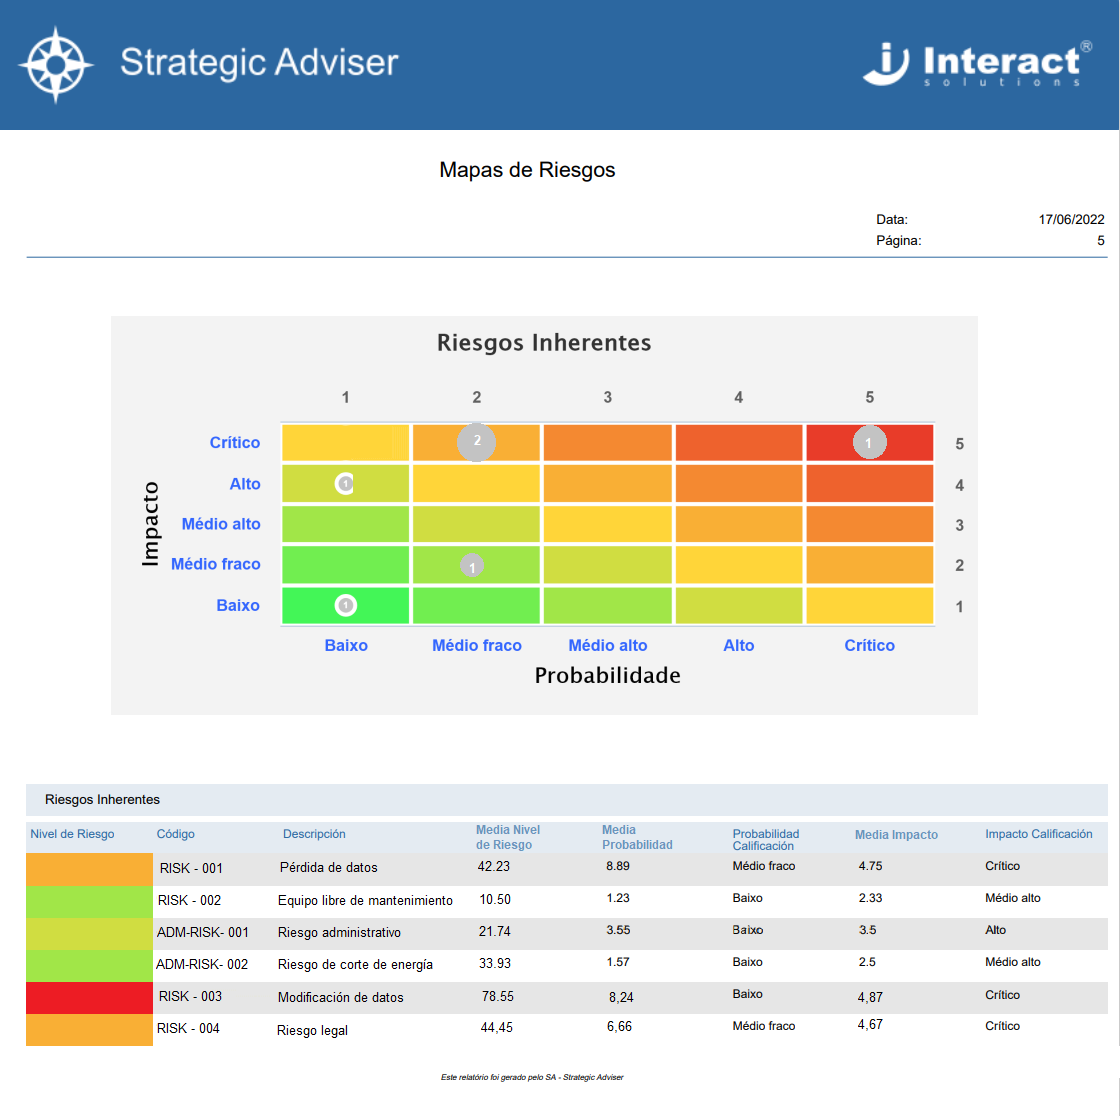 Strategic Adviser
Interact®
solutions
Mapas de Riesgos
Data: 17/06/2022
Página: 5
Riesgos Inherentes
1 2 3 4 5
Crítico 2 1 5
Alto 1 4
Médio alto 3
Médio fraco 1 2
Baixo 1 1
Impacto
Baixo Médio fraco Médio alto Alto Crítico
Probabilidade
Riesgos Inherentes
Nivel de Riesgo Código Descripción Media Nivel de Riesgo Media Probabilidad Probabilidad Calificación Media Impacto Impacto Calificación
RISK - 001 Pérdida de datos 42.23 8.89 Médio fraco 4.75 Crítico
RISK - 002 Equipo libre de mantenimiento 10.50 1.23 Baixo 2.33 Médio alto
ADM-RISK- 001 Riesgo administrativo 21.74 3.55 Baixo 3.5 Alto
ADM-RISK- 002 Riesgo de corte de energía 33.93 1.57 Baixo 2.5 Médio alto
RISK - 003 Modificación de datos 78.55 8,24 Baixo 4,87 Crítico
RISK - 004 Riesgo legal 44,45 6,66 Médio fraco 4,67 Crítico
Este relatório foi gerado pelo SA - Strategic Adviser